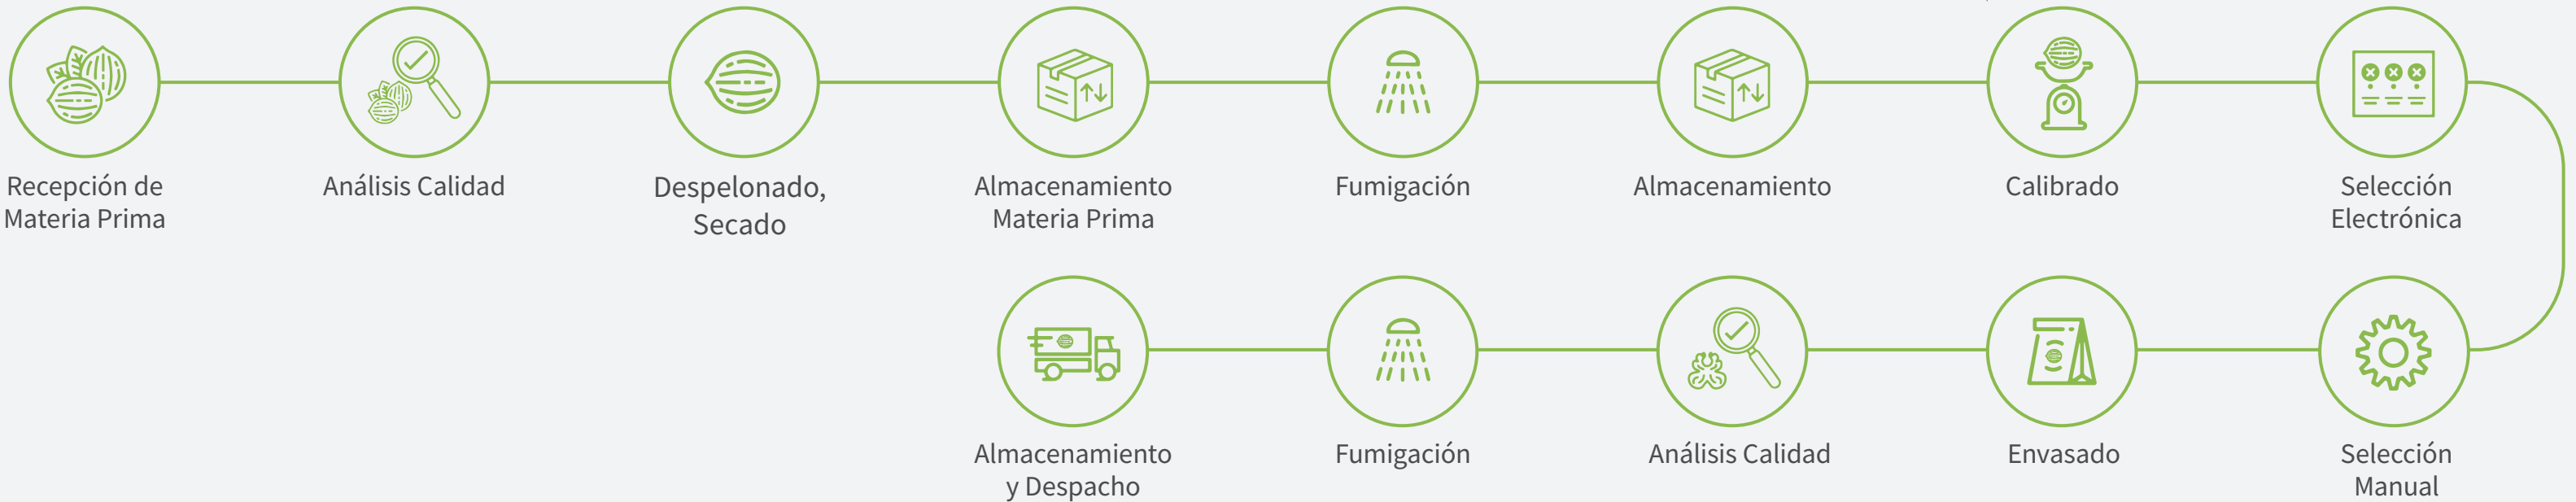 Recepción de
Materia Prima
Análisis Calidad
Despelonado,
Secado
Almacenamiento
Materia Prima
Fumigación
Almacenamiento
Calibrado
Selección
Electrónica
Selección
Manual
Envasado
Análisis Calidad
Fumigación
Almacenamiento
y Despacho